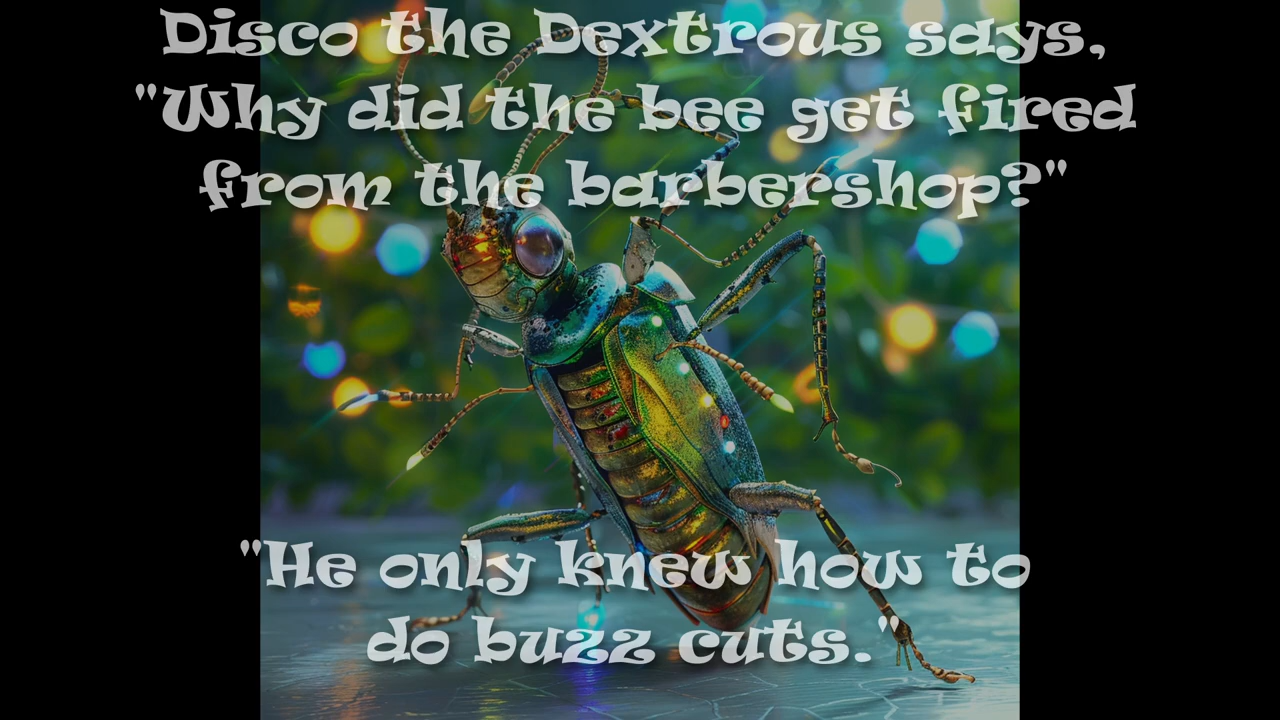 Disco the Dextrous says,
"Why did the bee get fired
from the barbershop?"
"He only knew how to
do buzz cuts."